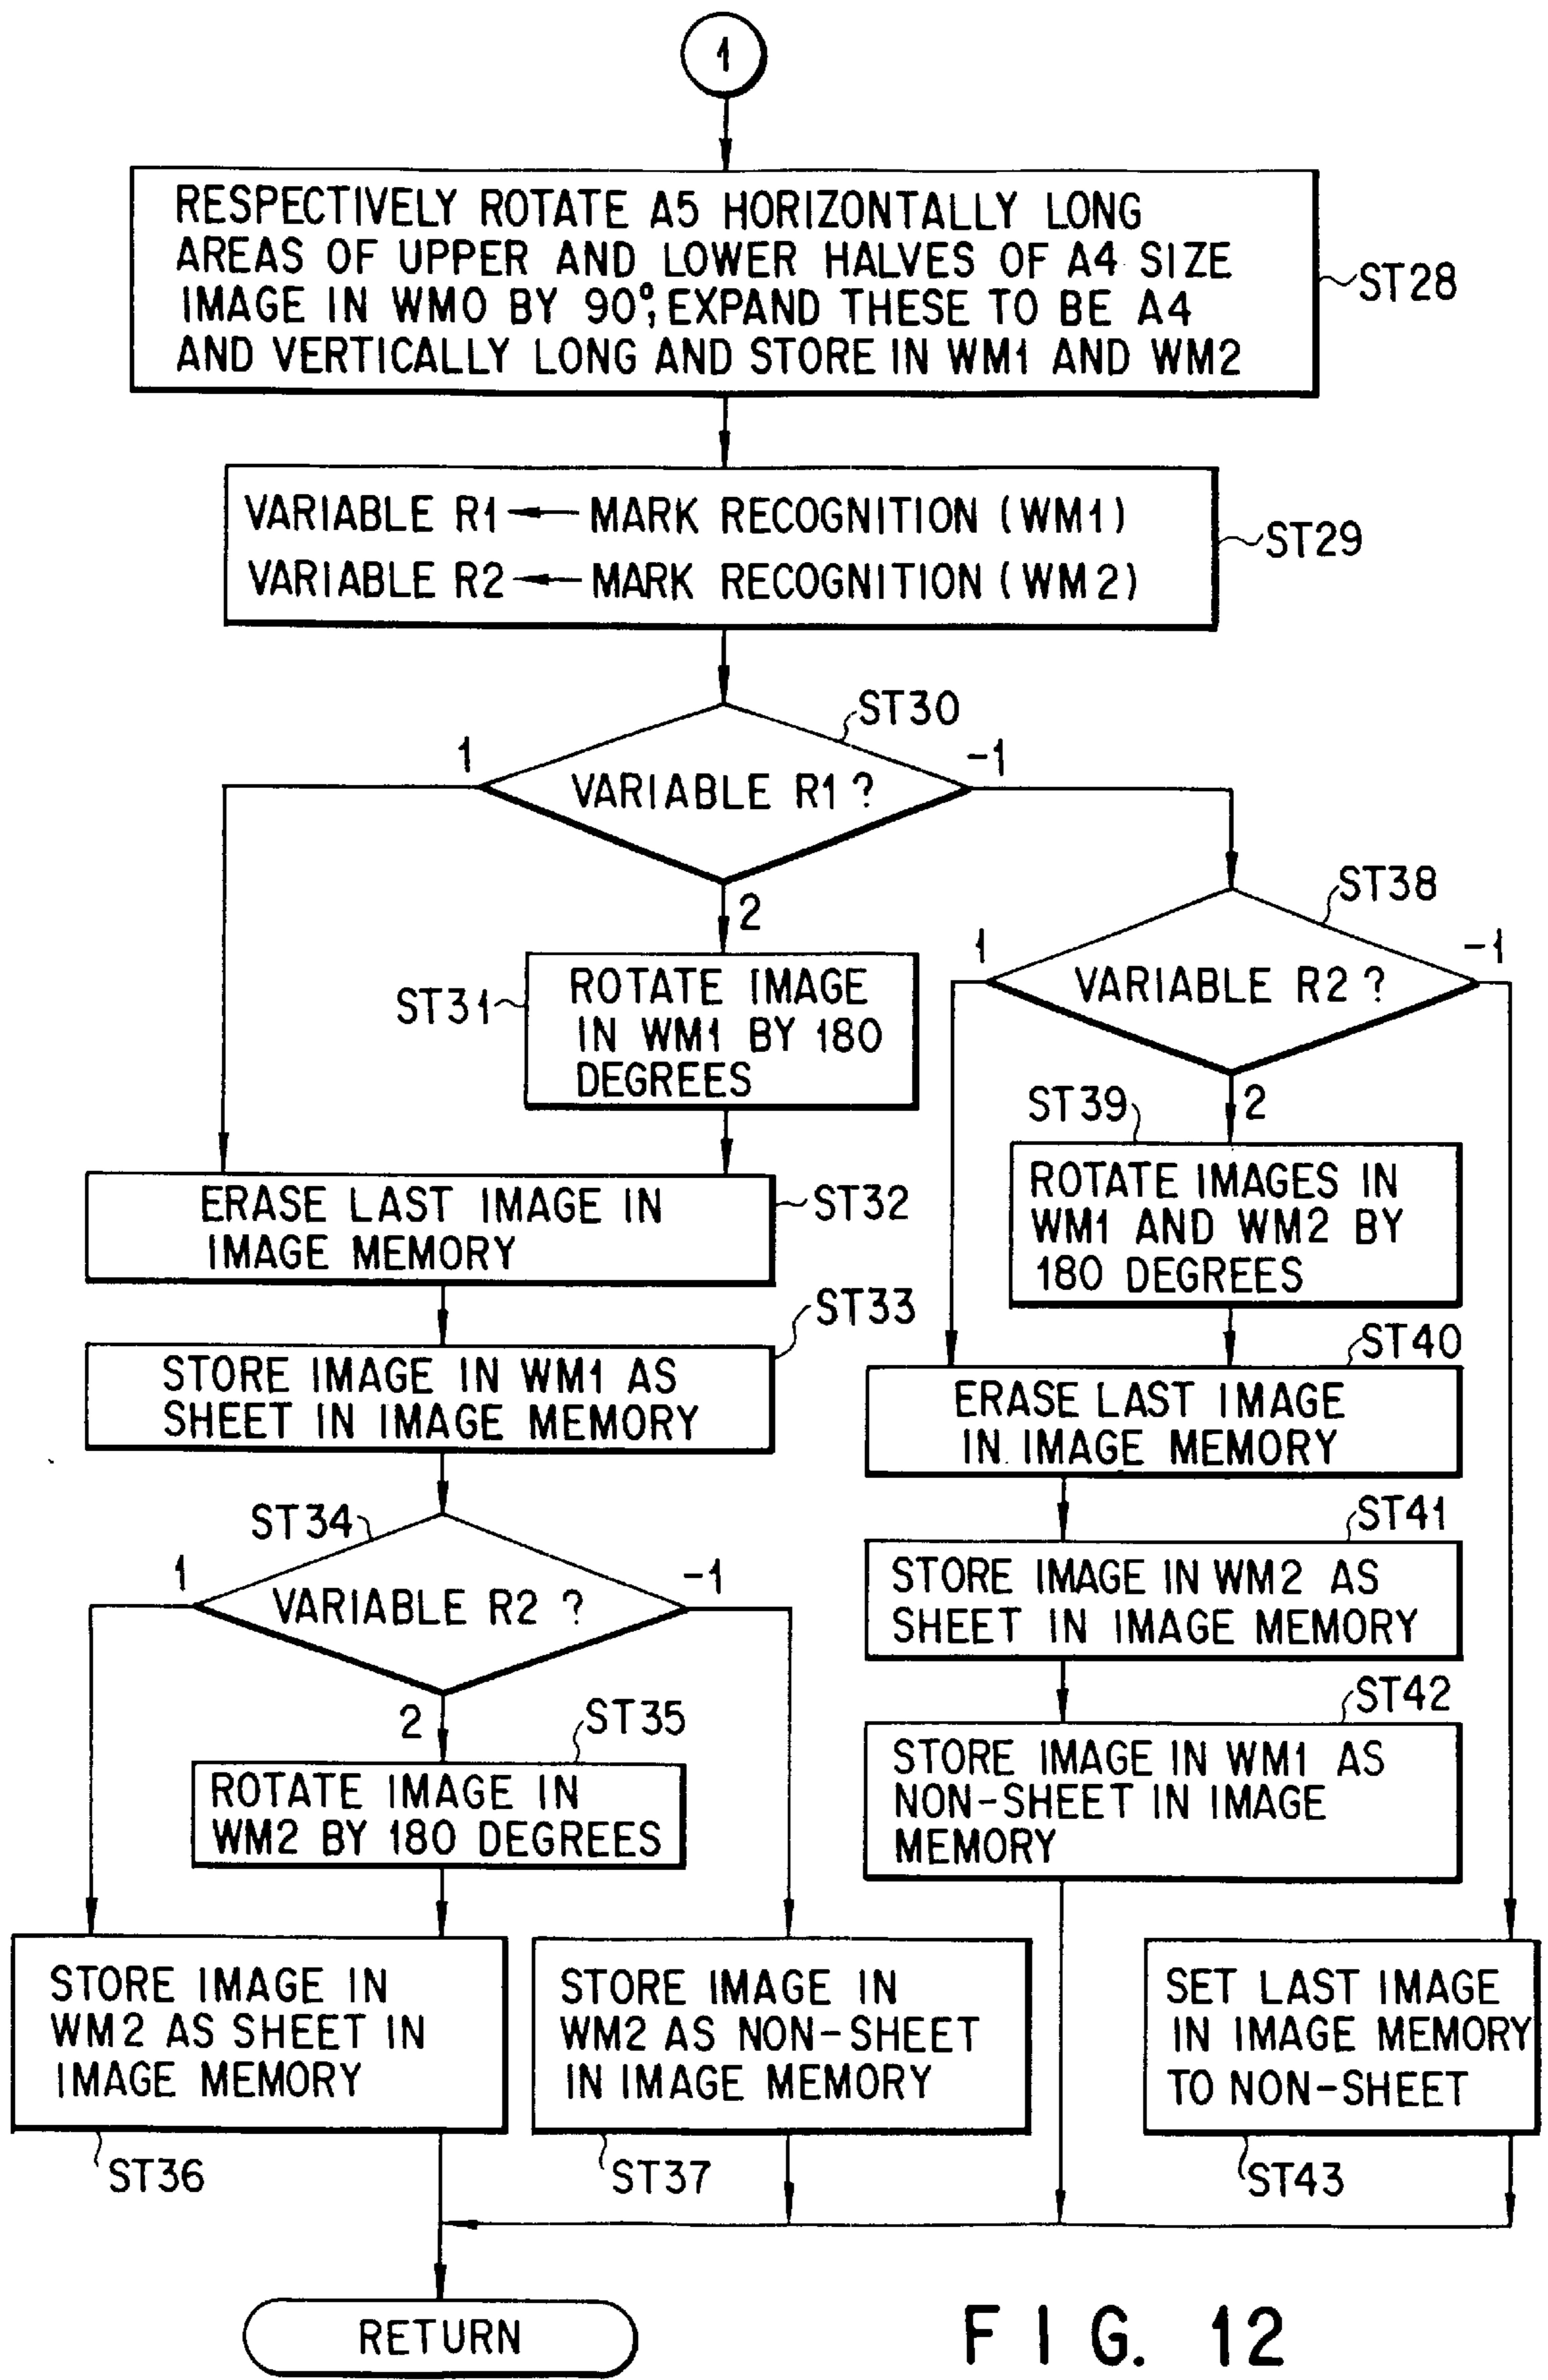 1
RESPECTIVELY ROTATE A5 HORIZONTALLY LONG
AREAS OF UPPER AND LOWER HALVES OF A4 SIZE
IMAGE IN WM0 BY 90°, EXPAND THESE TO BE A4
AND VERTICALLY LONG AND STORE IN WM1 AND WM2
ST28
VARIABLE R1 ← MARK RECOGNITION (WM1)
VARIABLE R2 ← MARK RECOGNITION (WM2)
ST29
ST30
1
VARIABLE R1 ?
-1
2
ST31
ROTATE IMAGE
IN WM1 BY 180
DEGREES
ST38
1
VARIABLE R2 ?
-1
2
ST39
ROTATE IMAGES IN
WM1 AND WM2 BY
180 DEGREES
ERASE LAST IMAGE IN
IMAGE MEMORY
ST32
ST33
STORE IMAGE IN WM1 AS
SHEET IN IMAGE MEMORY
ST40
ERASE LAST IMAGE
IN IMAGE MEMORY
ST34
1
VARIABLE R2 ?
-1
2
ST41
STORE IMAGE IN WM2 AS
SHEET IN IMAGE MEMORY
ST35
ROTATE IMAGE IN
WM2 BY 180 DEGREES
ST42
STORE IMAGE IN WM1 AS
NON-SHEET IN IMAGE
MEMORY
STORE IMAGE IN
WM2 AS SHEET IN
IMAGE MEMORY
ST36
STORE IMAGE IN
WM2 AS NON-SHEET
IN IMAGE MEMORY
ST37
SET LAST IMAGE
IN IMAGE MEMORY
TO NON-SHEET
ST43
RETURN
FIG. 12